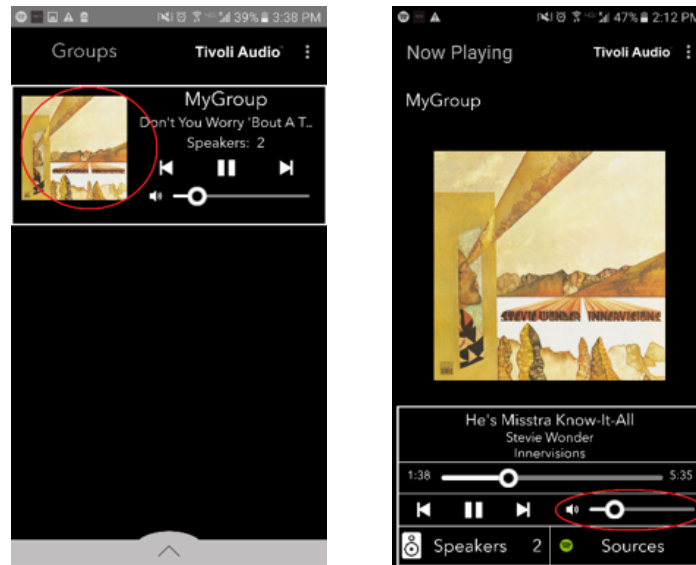 39% 3:38 PM
Groups Tivoli Audio
MyGroup
Don't You Worry 'Bout A T...
Speakers: 2
47% 2:12 PM
Now Playing Tivoli Audio
MyGroup
STEVIE WONDER INNERVISIONS
He's Misstra Know-It-All
Stevie Wonder
Innervisions
1:38 5:35
Speakers 2 Sources